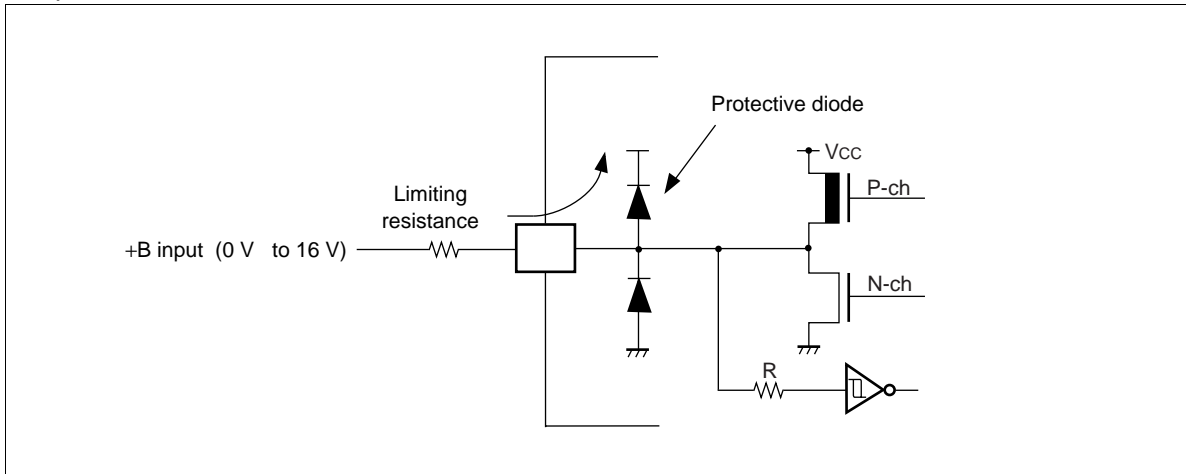 Protective diode
VCC
P-ch
Limiting
resistance
+B input (0 V to 16 V)
N-ch
R